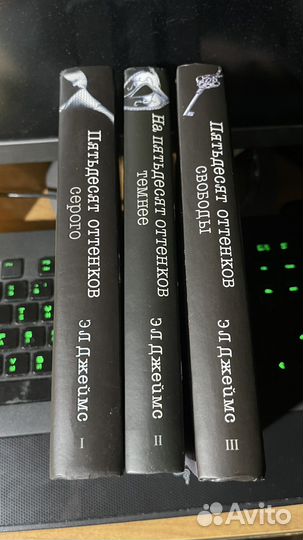 Пятьдесят оттенков
серого
Э Л Джеймс
I
На пятьдесят оттенков
темнее
Э Л Джеймс
II
Пятьдесят оттенков
свободы
Э Л Джеймс
III
Avito